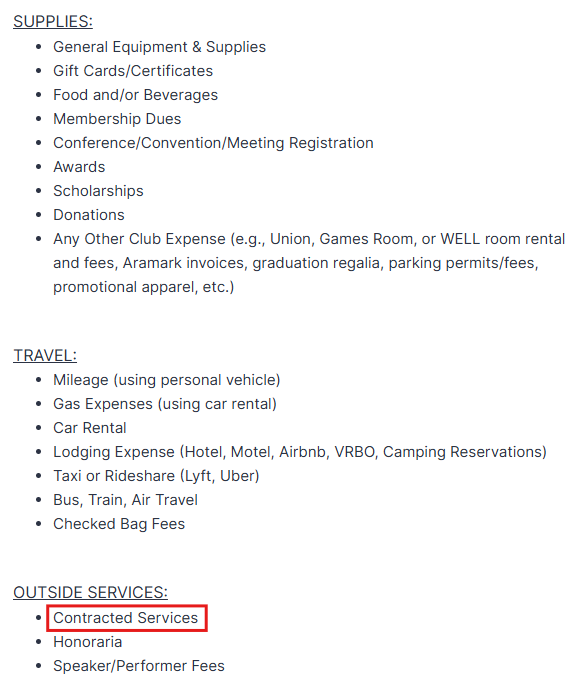 SUPPLIES:
• General Equipment & Supplies
• Gift Cards/Certificates
• Food and/or Beverages
• Membership Dues
• Conference/Convention/Meeting Registration
• Awards
• Scholarships
• Donations
• Any Other Club Expense (e.g., Union, Games Room, or WELL room rental
and fees, Aramark invoices, graduation regalia, parking permits/fees,
promotional apparel, etc.)
TRAVEL:
• Mileage (using personal vehicle)
• Gas Expenses (using car rental)
• Car Rental
• Lodging Expense (Hotel, Motel, Airbnb, VRBO, Camping Reservations)
• Taxi or Rideshare (Lyft, Uber)
• Bus, Train, Air Travel
• Checked Bag Fees
OUTSIDE SERVICES:
• Contracted Services
• Honoraria
• Speaker/Performer Fees